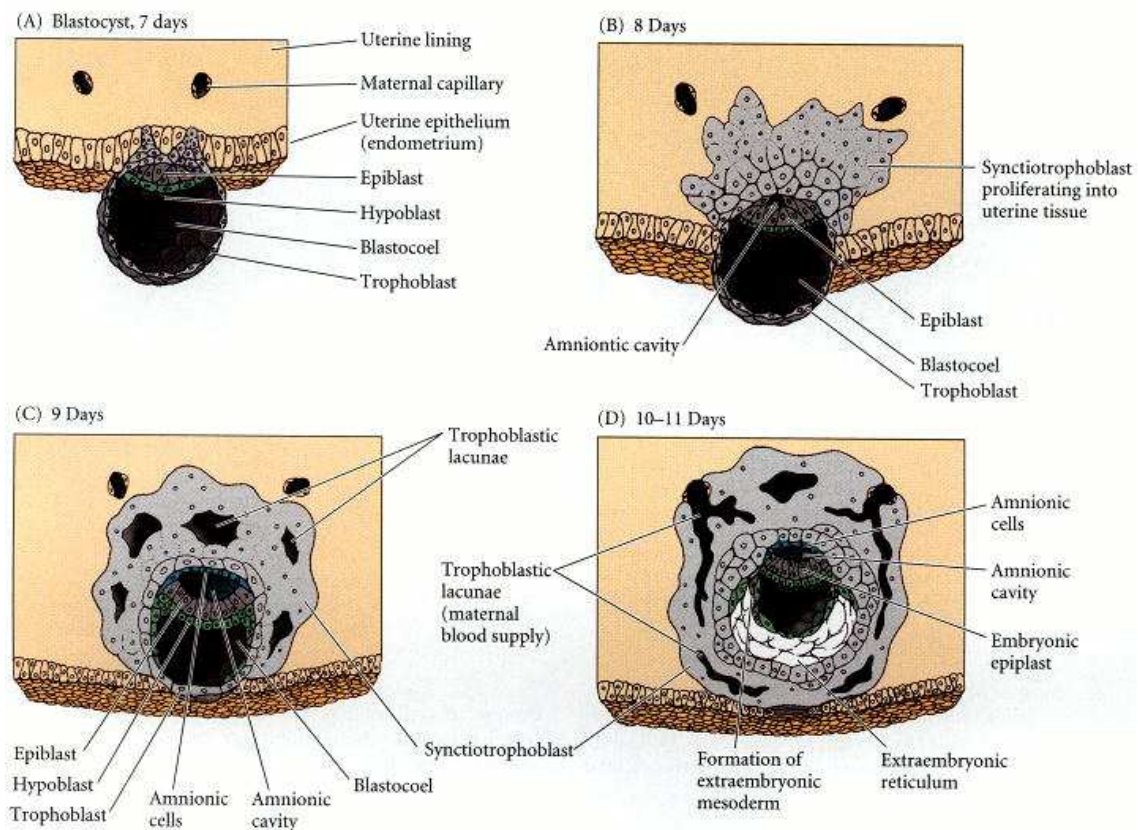 (A) Blastocyst, 7 days
Uterine lining
Maternal capillary
Uterine epithelium
(endometrium)
Epiblast
Hypoblast
Blastocoel
Trophoblast
(B) 8 Days
Synctiotrophoblast
proliferating into
uterine tissue
Epiblast
Amniontic cavity
Blastocoel
Trophoblast
(C) 9 Days
Trophoblastic
lacunae
Epiblast
Hypoblast
Trophoblast
Amnionic
cells
Amnionic
cavity
Blastocoel
Synctiotrophoblast
(D) 10–11 Days
Amnionic
cells
Amnionic
cavity
Trophoblastic
lacunae
(maternal
blood supply)
Embryonic
epiplast
Formation of
extraembryonic
mesoderm
Extraembryonic
reticulum